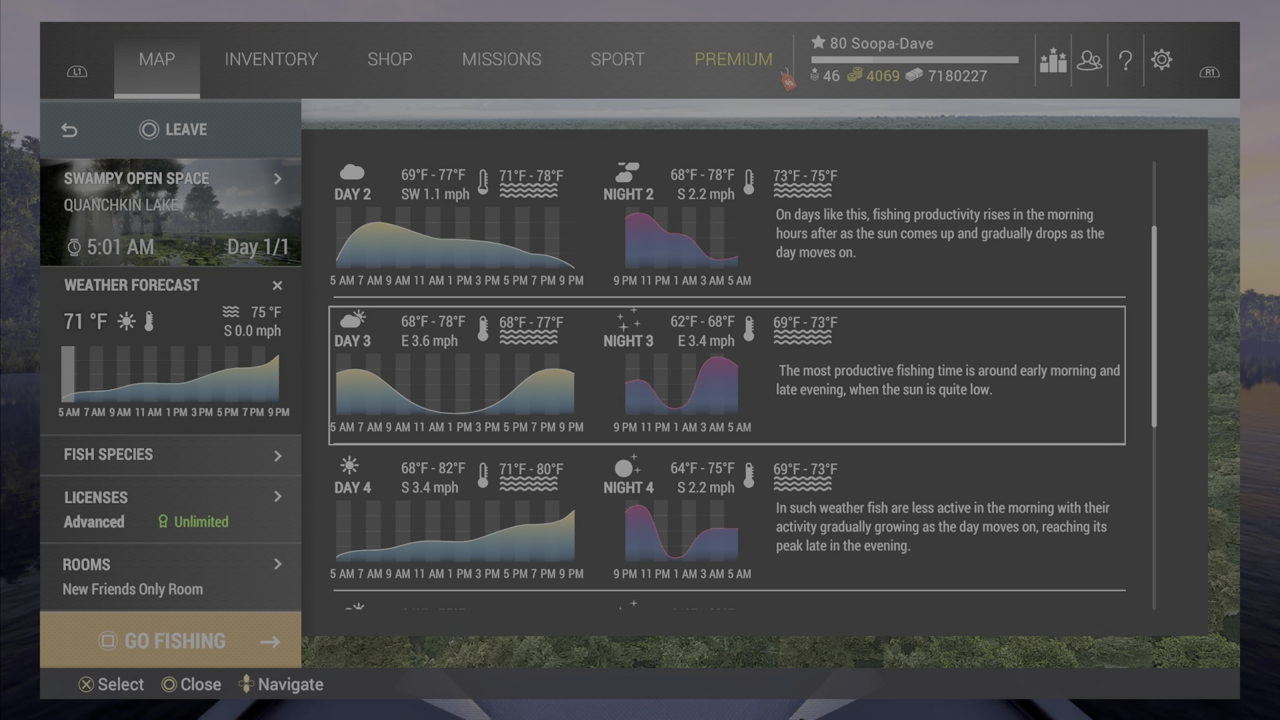 L1
MAP
INVENTORY
SHOP
MISSIONS
SPORT
PREMIUM
80 Soopa-Dave
46 4069 7180227
?
R1
LEAVE
SWAMPY OPEN SPACE
QUANCHKIN LAKE
5:01 AM Day 1/1
WEATHER FORECAST
71 °F
75 °F
S 0.0 mph
5 AM 7 AM 9 AM 11 AM 1 PM 3 PM 5 PM 7 PM 9 PM
FISH SPECIES
LICENSES
Advanced Unlimited
ROOMS
New Friends Only Room
GO FISHING
DAY 2
69°F - 77°F
SW 1.1 mph
71°F - 78°F
5 AM 7 AM 9 AM 11 AM 1 PM 3 PM 5 PM 7 PM 9 PM
NIGHT 2
68°F - 78°F
S 2.2 mph
73°F - 75°F
9 PM 11 PM 1 AM 3 AM 5 AM
On days like this, fishing productivity rises in the morning
hours after as the sun comes up and gradually drops as the
day moves on.
DAY 3
68°F - 78°F
E 3.6 mph
68°F - 77°F
5 AM 7 AM 9 AM 11 AM 1 PM 3 PM 5 PM 7 PM 9 PM
NIGHT 3
62°F - 68°F
E 3.4 mph
69°F - 73°F
9 PM 11 PM 1 AM 3 AM 5 AM
The most productive fishing time is around early morning and
late evening, when the sun is quite low.
DAY 4
68°F - 82°F
S 3.4 mph
71°F - 80°F
5 AM 7 AM 9 AM 11 AM 1 PM 3 PM 5 PM 7 PM 9 PM
NIGHT 4
64°F - 75°F
S 2.2 mph
69°F - 73°F
9 PM 11 PM 1 AM 3 AM 5 AM
In such weather fish are less active in the morning with their
activity gradually growing as the day moves on, reaching its
peak late in the evening.
Select Close Navigate